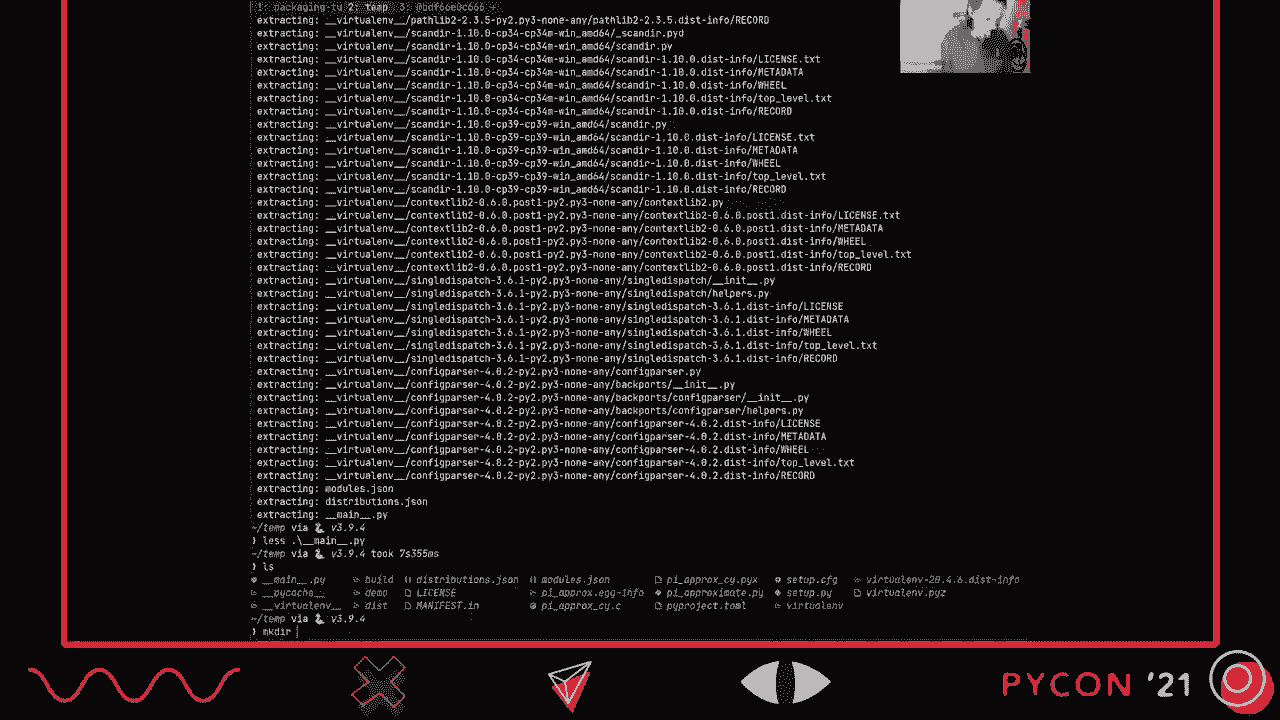 1: packaging-tu 2: temp 3: @bdf66e0c666
extracting: __virtualenv__/pathlib2-2.3.5-py2.py3-none-any/pathlib2-2.3.5.dist-info/RECORD
extracting: __virtualenv__/scandir-1.10.0-cp34-cp34m-win_amd64/_scandir.pyd
extracting: __virtualenv__/scandir-1.10.0-cp34-cp34m-win_amd64/scandir.py
extracting: __virtualenv__/scandir-1.10.0-cp34-cp34m-win_amd64/scandir-1.10.0.dist-info/LICENSE.txt
extracting: __virtualenv__/scandir-1.10.0-cp34-cp34m-win_amd64/scandir-1.10.0.dist-info/METADATA
extracting: __virtualenv__/scandir-1.10.0-cp34-cp34m-win_amd64/scandir-1.10.0.dist-info/WHEEL
extracting: __virtualenv__/scandir-1.10.0-cp34-cp34m-win_amd64/scandir-1.10.0.dist-info/top_level.txt
extracting: __virtualenv__/scandir-1.10.0-cp34-cp34m-win_amd64/scandir-1.10.0.dist-info/RECORD
extracting: __virtualenv__/scandir-1.10.0-cp39-cp39-win_amd64/scandir.py
extracting: __virtualenv__/scandir-1.10.0-cp39-cp39-win_amd64/scandir-1.10.0.dist-info/LICENSE.txt
extracting: __virtualenv__/scandir-1.10.0-cp39-cp39-win_amd64/scandir-1.10.0.dist-info/METADATA
extracting: __virtualenv__/scandir-1.10.0-cp39-cp39-win_amd64/scandir-1.10.0.dist-info/WHEEL
extracting: __virtualenv__/scandir-1.10.0-cp39-cp39-win_amd64/scandir-1.10.0.dist-info/top_level.txt
extracting: __virtualenv__/scandir-1.10.0-cp39-cp39-win_amd64/scandir-1.10.0.dist-info/RECORD
extracting: __virtualenv__/contextlib2-0.6.0.post1-py2.py3-none-any/contextlib2.py
extracting: __virtualenv__/contextlib2-0.6.0.post1-py2.py3-none-any/contextlib2-0.6.0.post1.dist-info/LICENSE.txt
extracting: __virtualenv__/contextlib2-0.6.0.post1-py2.py3-none-any/contextlib2-0.6.0.post1.dist-info/METADATA
extracting: __virtualenv__/contextlib2-0.6.0.post1-py2.py3-none-any/contextlib2-0.6.0.post1.dist-info/WHEEL
extracting: __virtualenv__/contextlib2-0.6.0.post1-py2.py3-none-any/contextlib2-0.6.0.post1.dist-info/top_level.txt
extracting: __virtualenv__/contextlib2-0.6.0.post1-py2.py3-none-any/contextlib2-0.6.0.post1.dist-info/RECORD
extracting: __virtualenv__/singledispatch-3.6.1-py2.py3-none-any/singledispatch/__init__.py
extracting: __virtualenv__/singledispatch-3.6.1-py2.py3-none-any/singledispatch/helpers.py
extracting: __virtualenv__/singledispatch-3.6.1-py2.py3-none-any/singledispatch-3.6.1.dist-info/LICENSE
extracting: __virtualenv__/singledispatch-3.6.1-py2.py3-none-any/singledispatch-3.6.1.dist-info/METADATA
extracting: __virtualenv__/singledispatch-3.6.1-py2.py3-none-any/singledispatch-3.6.1.dist-info/WHEEL
extracting: __virtualenv__/singledispatch-3.6.1-py2.py3-none-any/singledispatch-3.6.1.dist-info/top_level.txt
extracting: __virtualenv__/singledispatch-3.6.1-py2.py3-none-any/singledispatch-3.6.1.dist-info/RECORD
extracting: __virtualenv__/configparser-4.0.2-py2.py3-none-any/configparser.py
extracting: __virtualenv__/configparser-4.0.2-py2.py3-none-any/backports/__init__.py
extracting: __virtualenv__/configparser-4.0.2-py2.py3-none-any/backports/configparser/__init__.py
extracting: __virtualenv__/configparser-4.0.2-py2.py3-none-any/backports/configparser/helpers.py
extracting: __virtualenv__/configparser-4.0.2-py2.py3-none-any/configparser-4.0.2.dist-info/LICENSE
extracting: __virtualenv__/configparser-4.0.2-py2.py3-none-any/configparser-4.0.2.dist-info/METADATA
extracting: __virtualenv__/configparser-4.0.2-py2.py3-none-any/configparser-4.0.2.dist-info/WHEEL
extracting: __virtualenv__/configparser-4.0.2-py2.py3-none-any/configparser-4.0.2.dist-info/top_level.txt
extracting: __virtualenv__/configparser-4.0.2-py2.py3-none-any/configparser-4.0.2.dist-info/RECORD
extracting: modules.json
extracting: distributions.json
extracting: __main__.py
~/temp via v3.9.4
❯ less .\__main__.py
~/temp via v3.9.4 took 7s355ms
❯ ls
__main__.py build distributions.json modules.json pi_approx_cy.pyx setup.cfg virtualenv-20.4.6.dist-info
__pycache__ demo LICENSE pi_approx.egg-info pi_approximate.py setup.py virtualenv.pyz
__virtualenv__ dist MANIFEST.in pi_approx_cy.c pyproject.toml virtualenv
~/temp via v3.9.4
❯ mkdir
PYCON '21